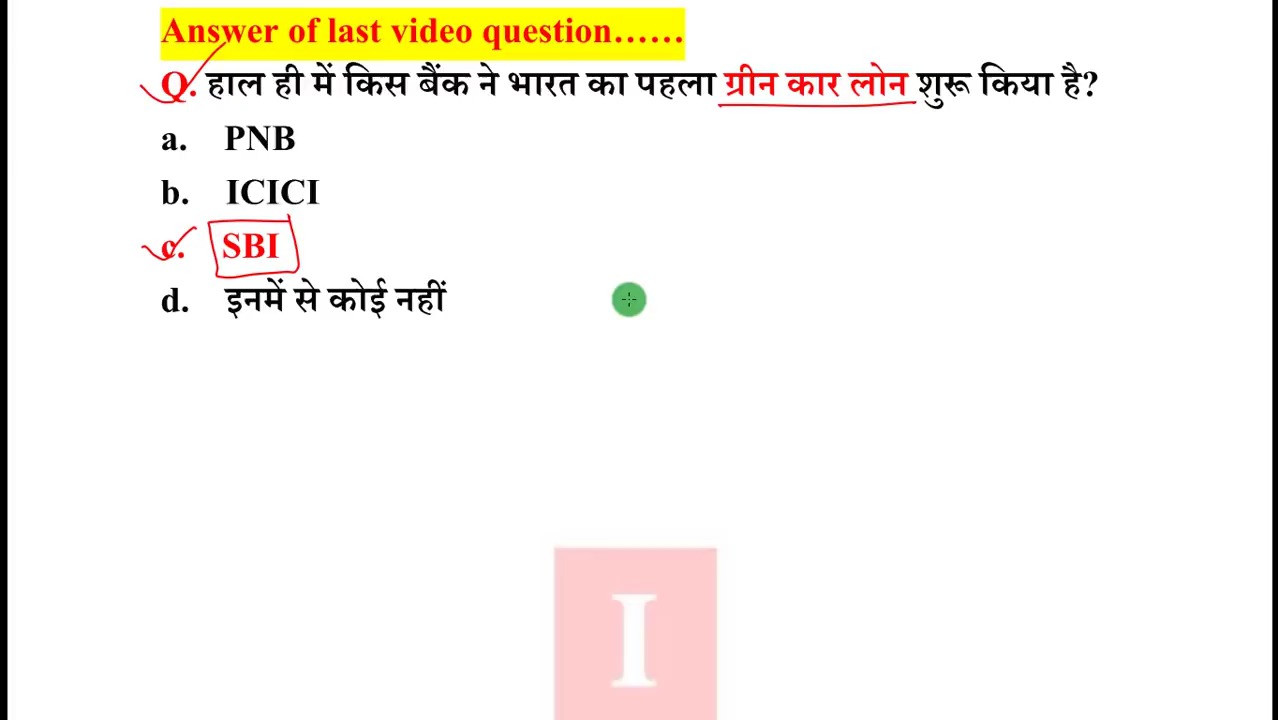 Answer of last video question……
Q. हाल ही में किस बैंक ने भारत का पहला ग्रीन कार लोन शुरू किया है?
a. PNB
b. ICICI
c. SBI
d. इनमें से कोई नहीं
I